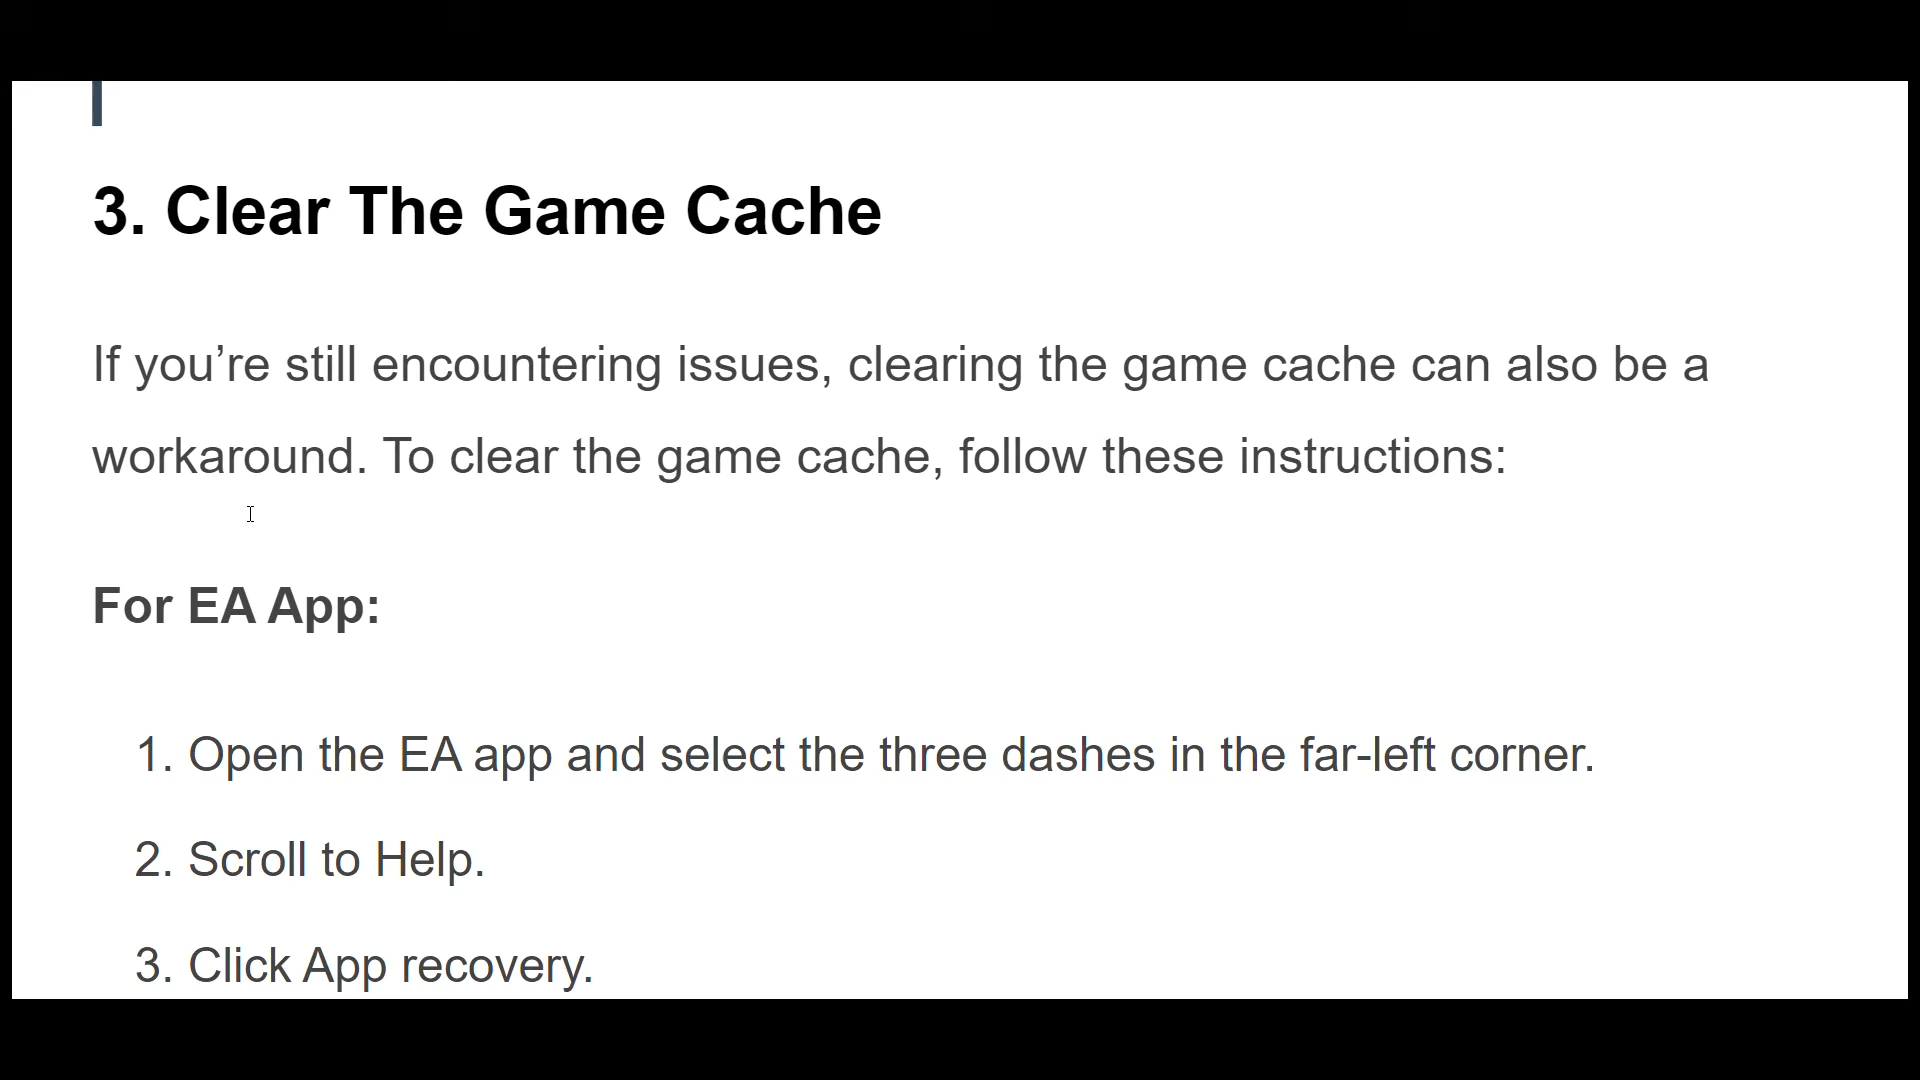 3. Clear The Game Cache
If you’re still encountering issues, clearing the game cache can also be a
workaround. To clear the game cache, follow these instructions:
For EA App:
1. Open the EA app and select the three dashes in the far-left corner.
2. Scroll to Help.
3. Click App recovery.